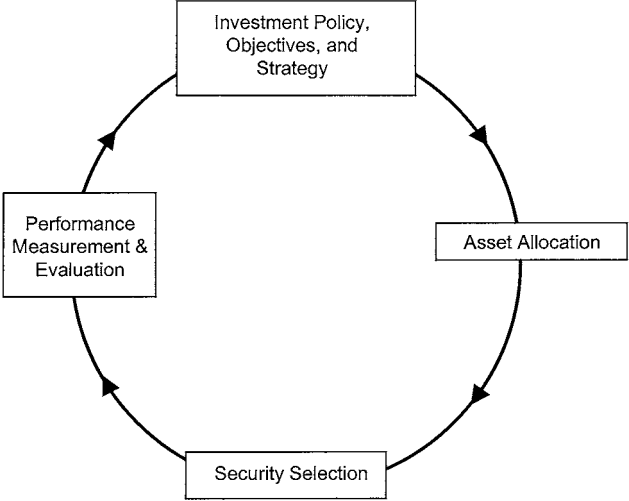 Investment Policy,
Objectives, and
Strategy
Asset Allocation
Security Selection
Performance
Measurement &
Evaluation